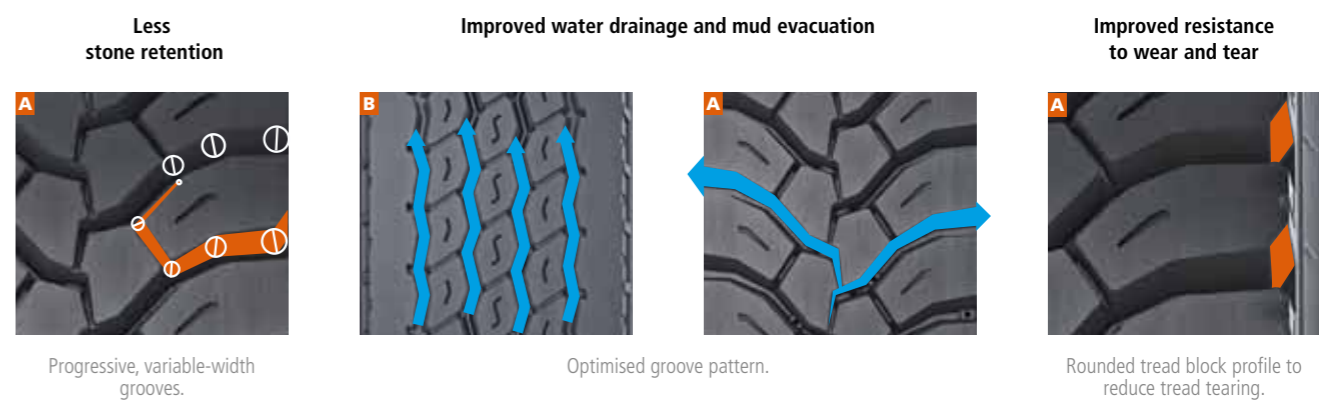 Less
stone retention
Improved water drainage and mud evacuation
Improved resistance
to wear and tear
A
B
A
A
Progressive, variable-width
grooves.
Optimised groove pattern.
Rounded tread block profile to
reduce tread tearing.